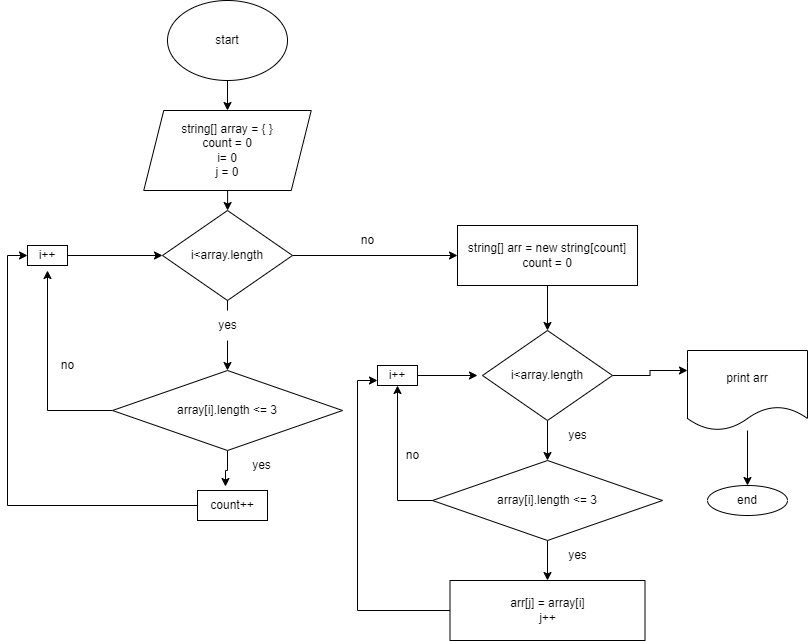 start
string[] array = { }
count = 0
i= 0
j = 0
i<array.length
no
string[] arr = new string[count]
count = 0
i++
yes
no
array[i].length <= 3
yes
count++
i++
i<array.length
print arr
yes
no
array[i].length <= 3
end
yes
arr[j] = array[i]
j++